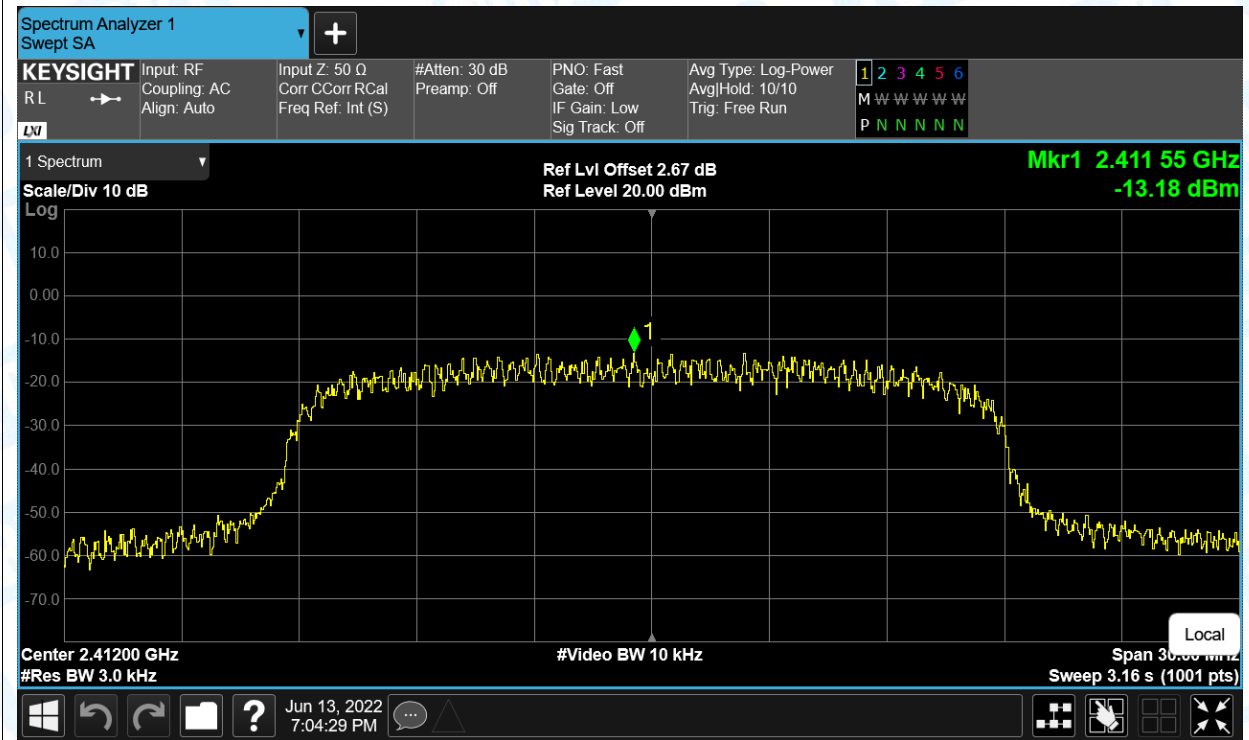 Spectrum Analyzer 1
Swept SA
+
KEYSIGHT
R L
LXI
Input: RF
Coupling: AC
Align: Auto
Input Z: 50 Ω
Corr CCorr RCal
Freq Ref: Int (S)
#Atten: 30 dB
Preamp: Off
PNO: Fast
Gate: Off
IF Gain: Low
Sig Track: Off
Avg Type: Log-Power
Avg|Hold: 10/10
Trig: Free Run
1 2 3 4 5 6
M W W W W W
P N N N N N
1 Spectrum
Scale/Div 10 dB
Log
Ref Lvl Offset 2.67 dB
Ref Level 20.00 dBm
Mkr1 2.411 55 GHz
-13.18 dBm
10.0
0.00
-10.0
-20.0
-30.0
-40.0
-50.0
-60.0
-70.0
1
Center 2.41200 GHz
#Res BW 3.0 kHz
#Video BW 10 kHz
Local
Span 30.00 MHz
Sweep 3.16 s (1001 pts)
?
Jun 13, 2022
7:04:29 PM